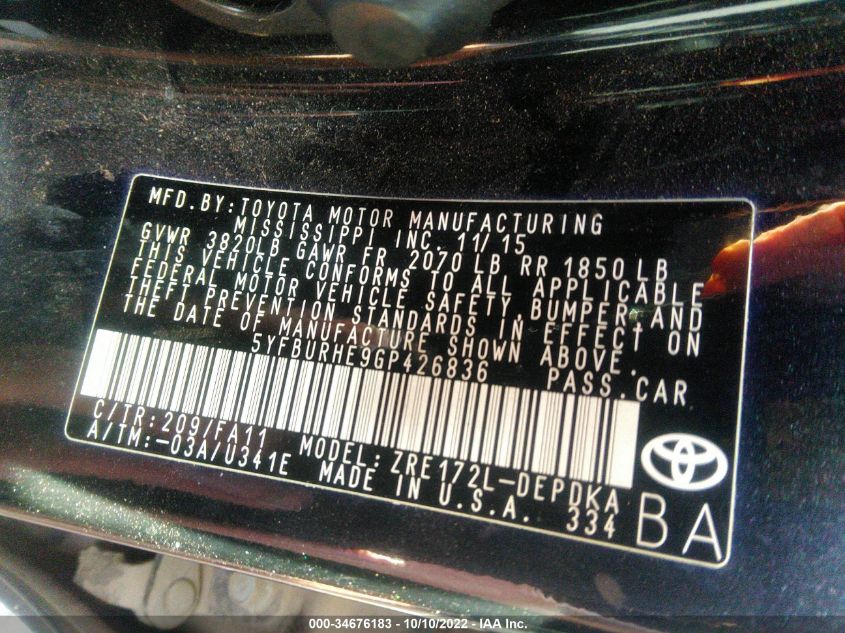 MFD.BY:TOYOTA MOTOR MANUFACTURING
MISSISSIPPI, INC. 11/15
GVWR 3820LB GAWR FR 2070 LB RR 1850 LB
THIS VEHICLE CONFORMS TO ALL APPLICABLE
FEDERAL MOTOR VEHICLE SAFETY,BUMPER,AND
THEFT PREVENTION STANDARDS IN EFFECT ON
THE DATE OF MANUFACTURE SHOWN ABOVE.
5YFBURHE9GP426836 PASS.CAR
C/TR:209/FA11 MODEL:ZRE172L-DEPDKA
A/TM:-03A/U341E MADE IN U.S.A. 334
BA
000-34676183 - 10/10/2022 - IAA Inc.